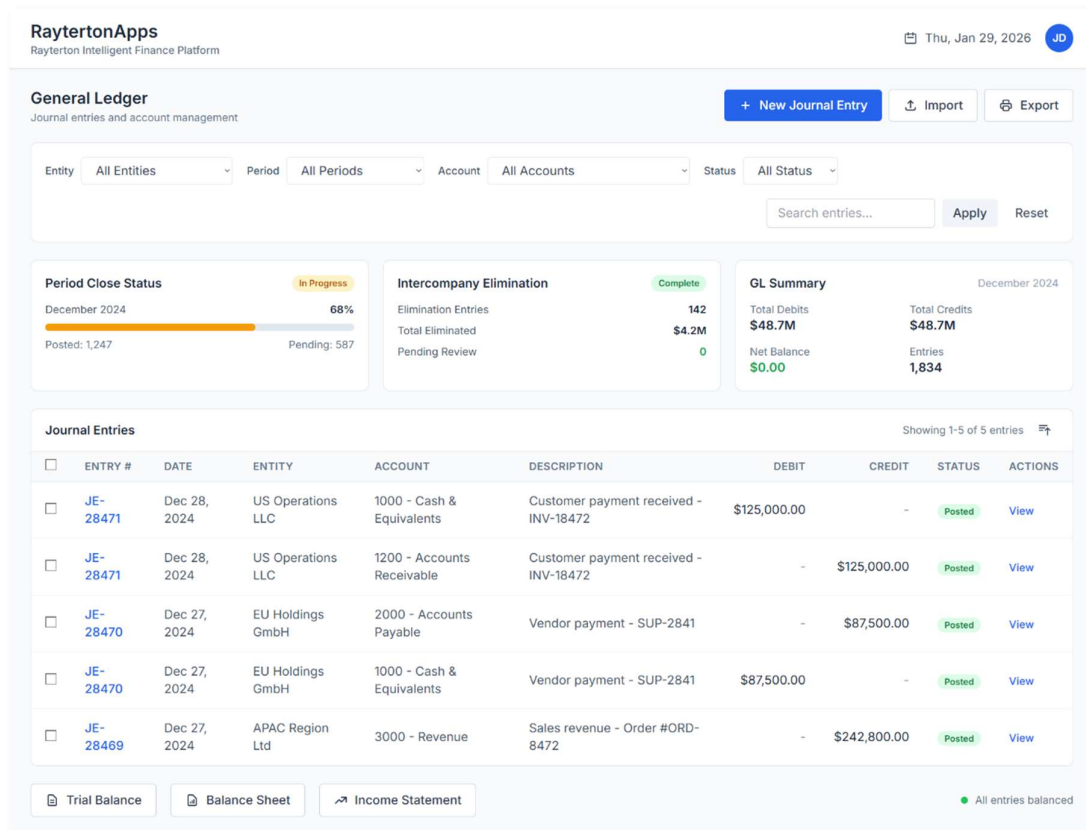 RaytertonApps
Rayterton Intelligent Finance Platform
Thu, Jan 29, 2026
JD
General Ledger
Journal entries and account management
+ New Journal Entry
Import
Export
Entity
All Entities
Period
All Periods
Account
All Accounts
Status
All Status
Search entries...
Apply
Reset
Period Close Status
In Progress
December 2024
68%
Posted: 1,247
Pending: 587
Intercompany Elimination
Complete
Elimination Entries
142
Total Eliminated
$4.2M
Pending Review
0
GL Summary
December 2024
Total Debits
Total Credits
$48.7M
$48.7M
Net Balance
Entries
$0.00
1,834
Journal Entries
Showing 1-5 of 5 entries
ENTRY # DATE ENTITY ACCOUNT DESCRIPTION DEBIT CREDIT STATUS ACTIONS
JE- Dec 28, US Operations 1000 - Cash & Customer payment received -
28471 2024 LLC Equivalents INV-18472
$125,000.00 - Posted View
JE- Dec 28, US Operations 1200 - Accounts Customer payment received -
28471 2024 LLC Receivable INV-18472
- $125,000.00 Posted View
JE- Dec 27, EU Holdings 2000 - Accounts
28470 2024 GmbH Payable
Vendor payment - SUP-2841 - $87,500.00 Posted View
JE- Dec 27, EU Holdings 1000 - Cash &
28470 2024 GmbH Equivalents
Vendor payment - SUP-2841 $87,500.00 - Posted View
JE- Dec 27, APAC Region Sales revenue - Order #ORD-
28469 2024 Ltd 8472
3000 - Revenue - $242,800.00 Posted View
Trial Balance
Balance Sheet
Income Statement
All entries balanced